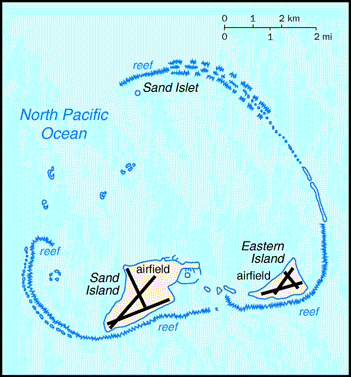 0 1 2 km
0 1 2 mi
reef
Sand Islet
North Pacific
Ocean
reef
Eastern
Island
airfield
airfield
Sand
Island
reef
reef